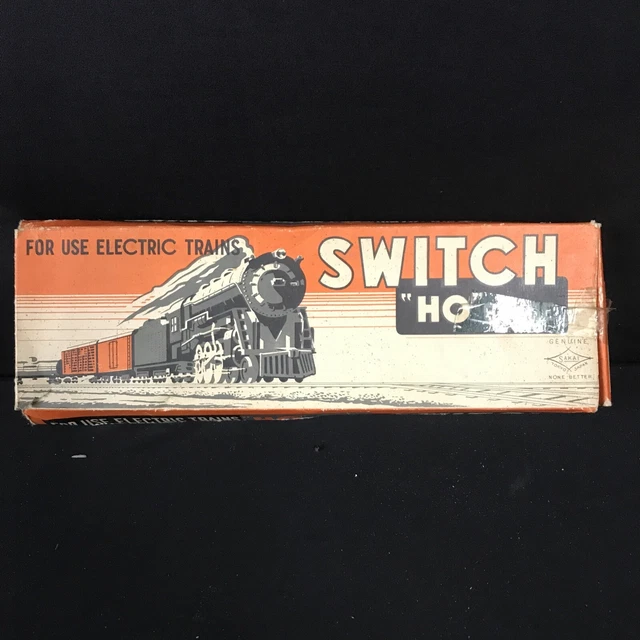 FOR USE ELECTRIC TRAINS
SWITCH
"HO"
GENUINE
SAKAI
NONE BETTER
FOR USE ELECTRIC TRAINS